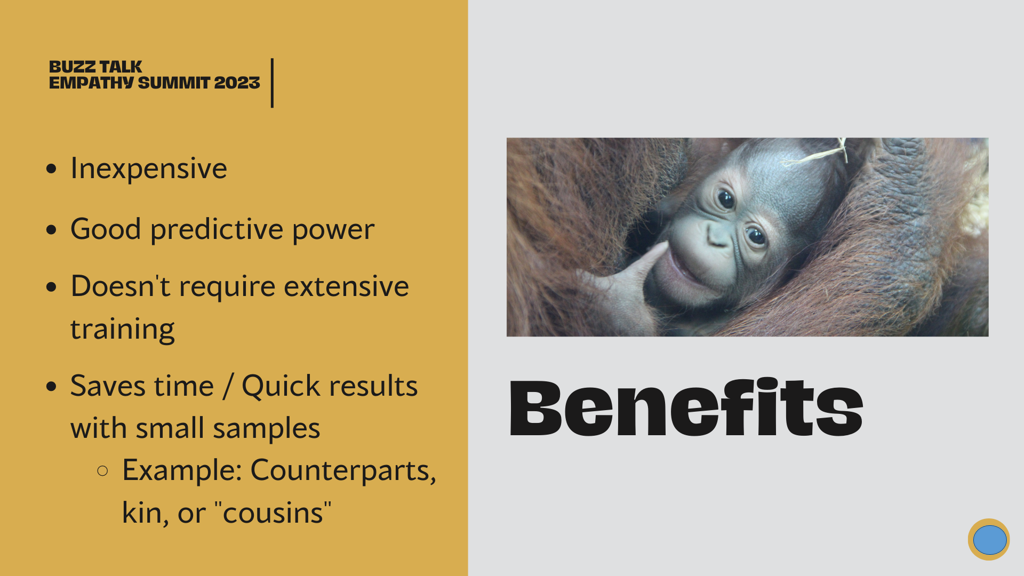 BUZZ TALK
EMPATHY SUMMIT 2023
• Inexpensive
• Good predictive power
• Doesn't require extensive
training
• Saves time / Quick results
with small samples
○ Example: Counterparts,
kin, or "cousins"
Benefits